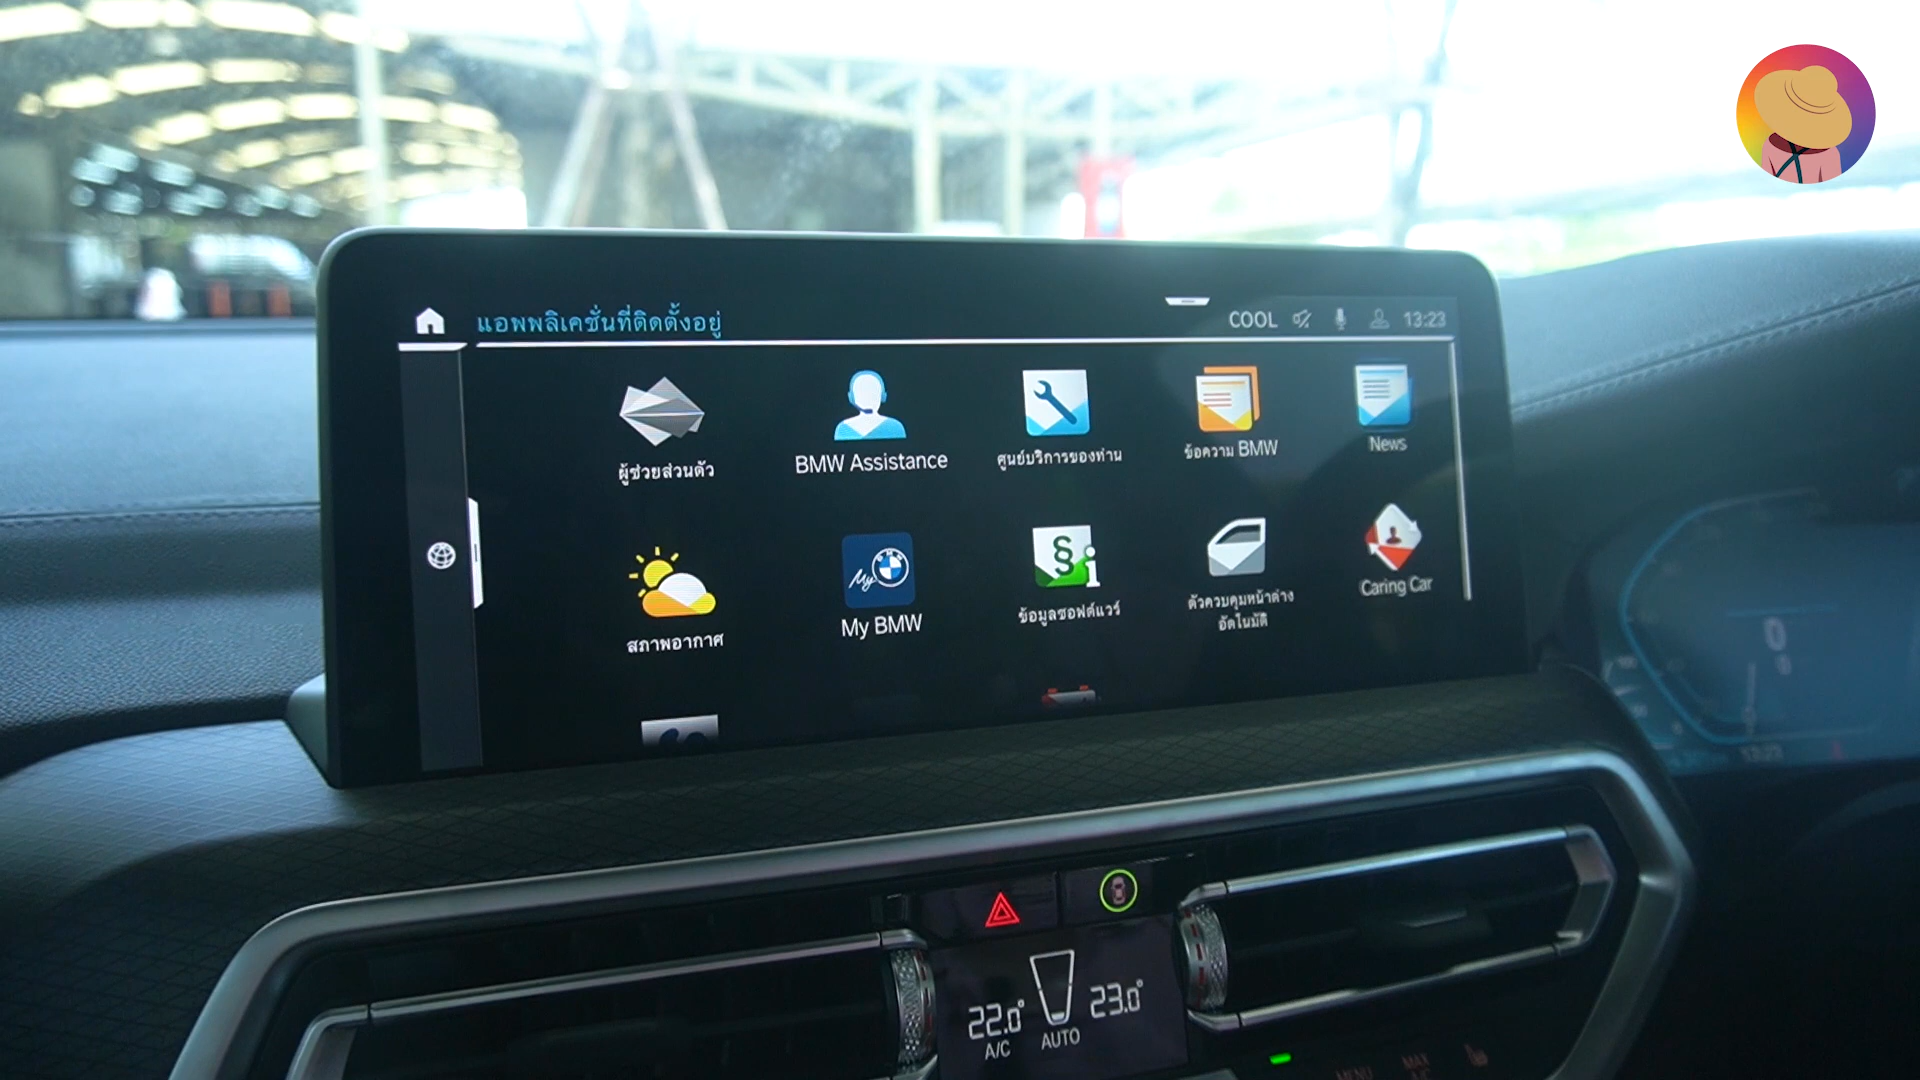 แอพพลิเคชั่นที่ติดตั้งอยู่
COOL 13:23
ผู้ช่วยส่วนตัว
BMW Assistance
ศูนย์บริการของท่าน
ข้อความ BMW
News
สภาพอากาศ
My BMW
ข้อมูลซอฟต์แวร์
ตัวควบคุมหน้าต่าง
อัตโนมัติ
Caring Car
22.0° 23.0°
A/C AUTO
MENU MAX